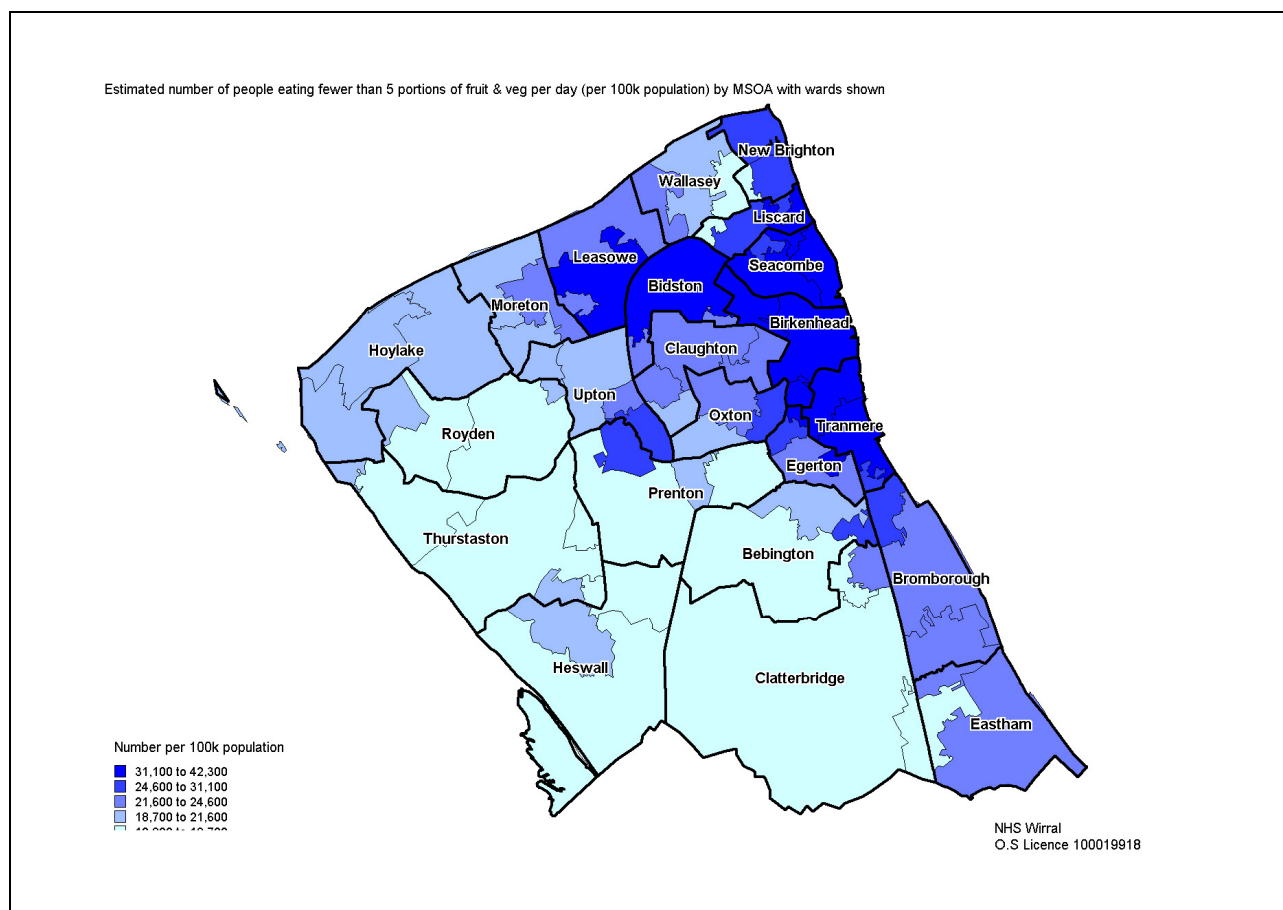 Estimated number of people eating fewer than 5 portions of fruit & veg per day (per 100k population) by MSOA with wards shown
New Brighton
Wallasey
Liscard
Leasowe
Seacombe
Bidston
Moreton
Birkenhead
Hoylake
Claughton
Upton
Oxton
Tranmere
Royden
Egerton
Prenton
Thurstaston
Bebington
Bromborough
Heswall
Clatterbridge
Eastham
Number per 100k population
31,100 to 42,300
24,600 to 31,100
21,600 to 24,600
18,700 to 21,600
NHS Wirral
O.S Licence 100019918